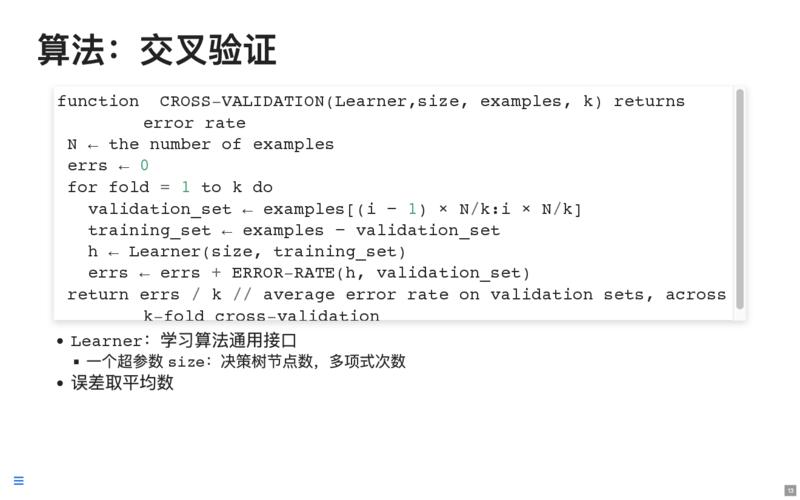 算法：交叉验证
function  CROSS-VALIDATION(Learner,size, examples, k) returns
error rate
N ← the number of examples
errs ← 0
for fold = 1 to k do
validation_set ← examples[(i - 1) × N/k:i × N/k]
training_set ← examples - validation_set
h ← Learner(size, training_set)
errs ← errs + ERROR-RATE(h, validation_set)
return errs / k // average error rate on validation sets, across
k-fold cross-validation
• Learner: 学习算法通用接口
▪ 一个超参数 size：决策树节点数，多项式次数
• 误差取平均数
13